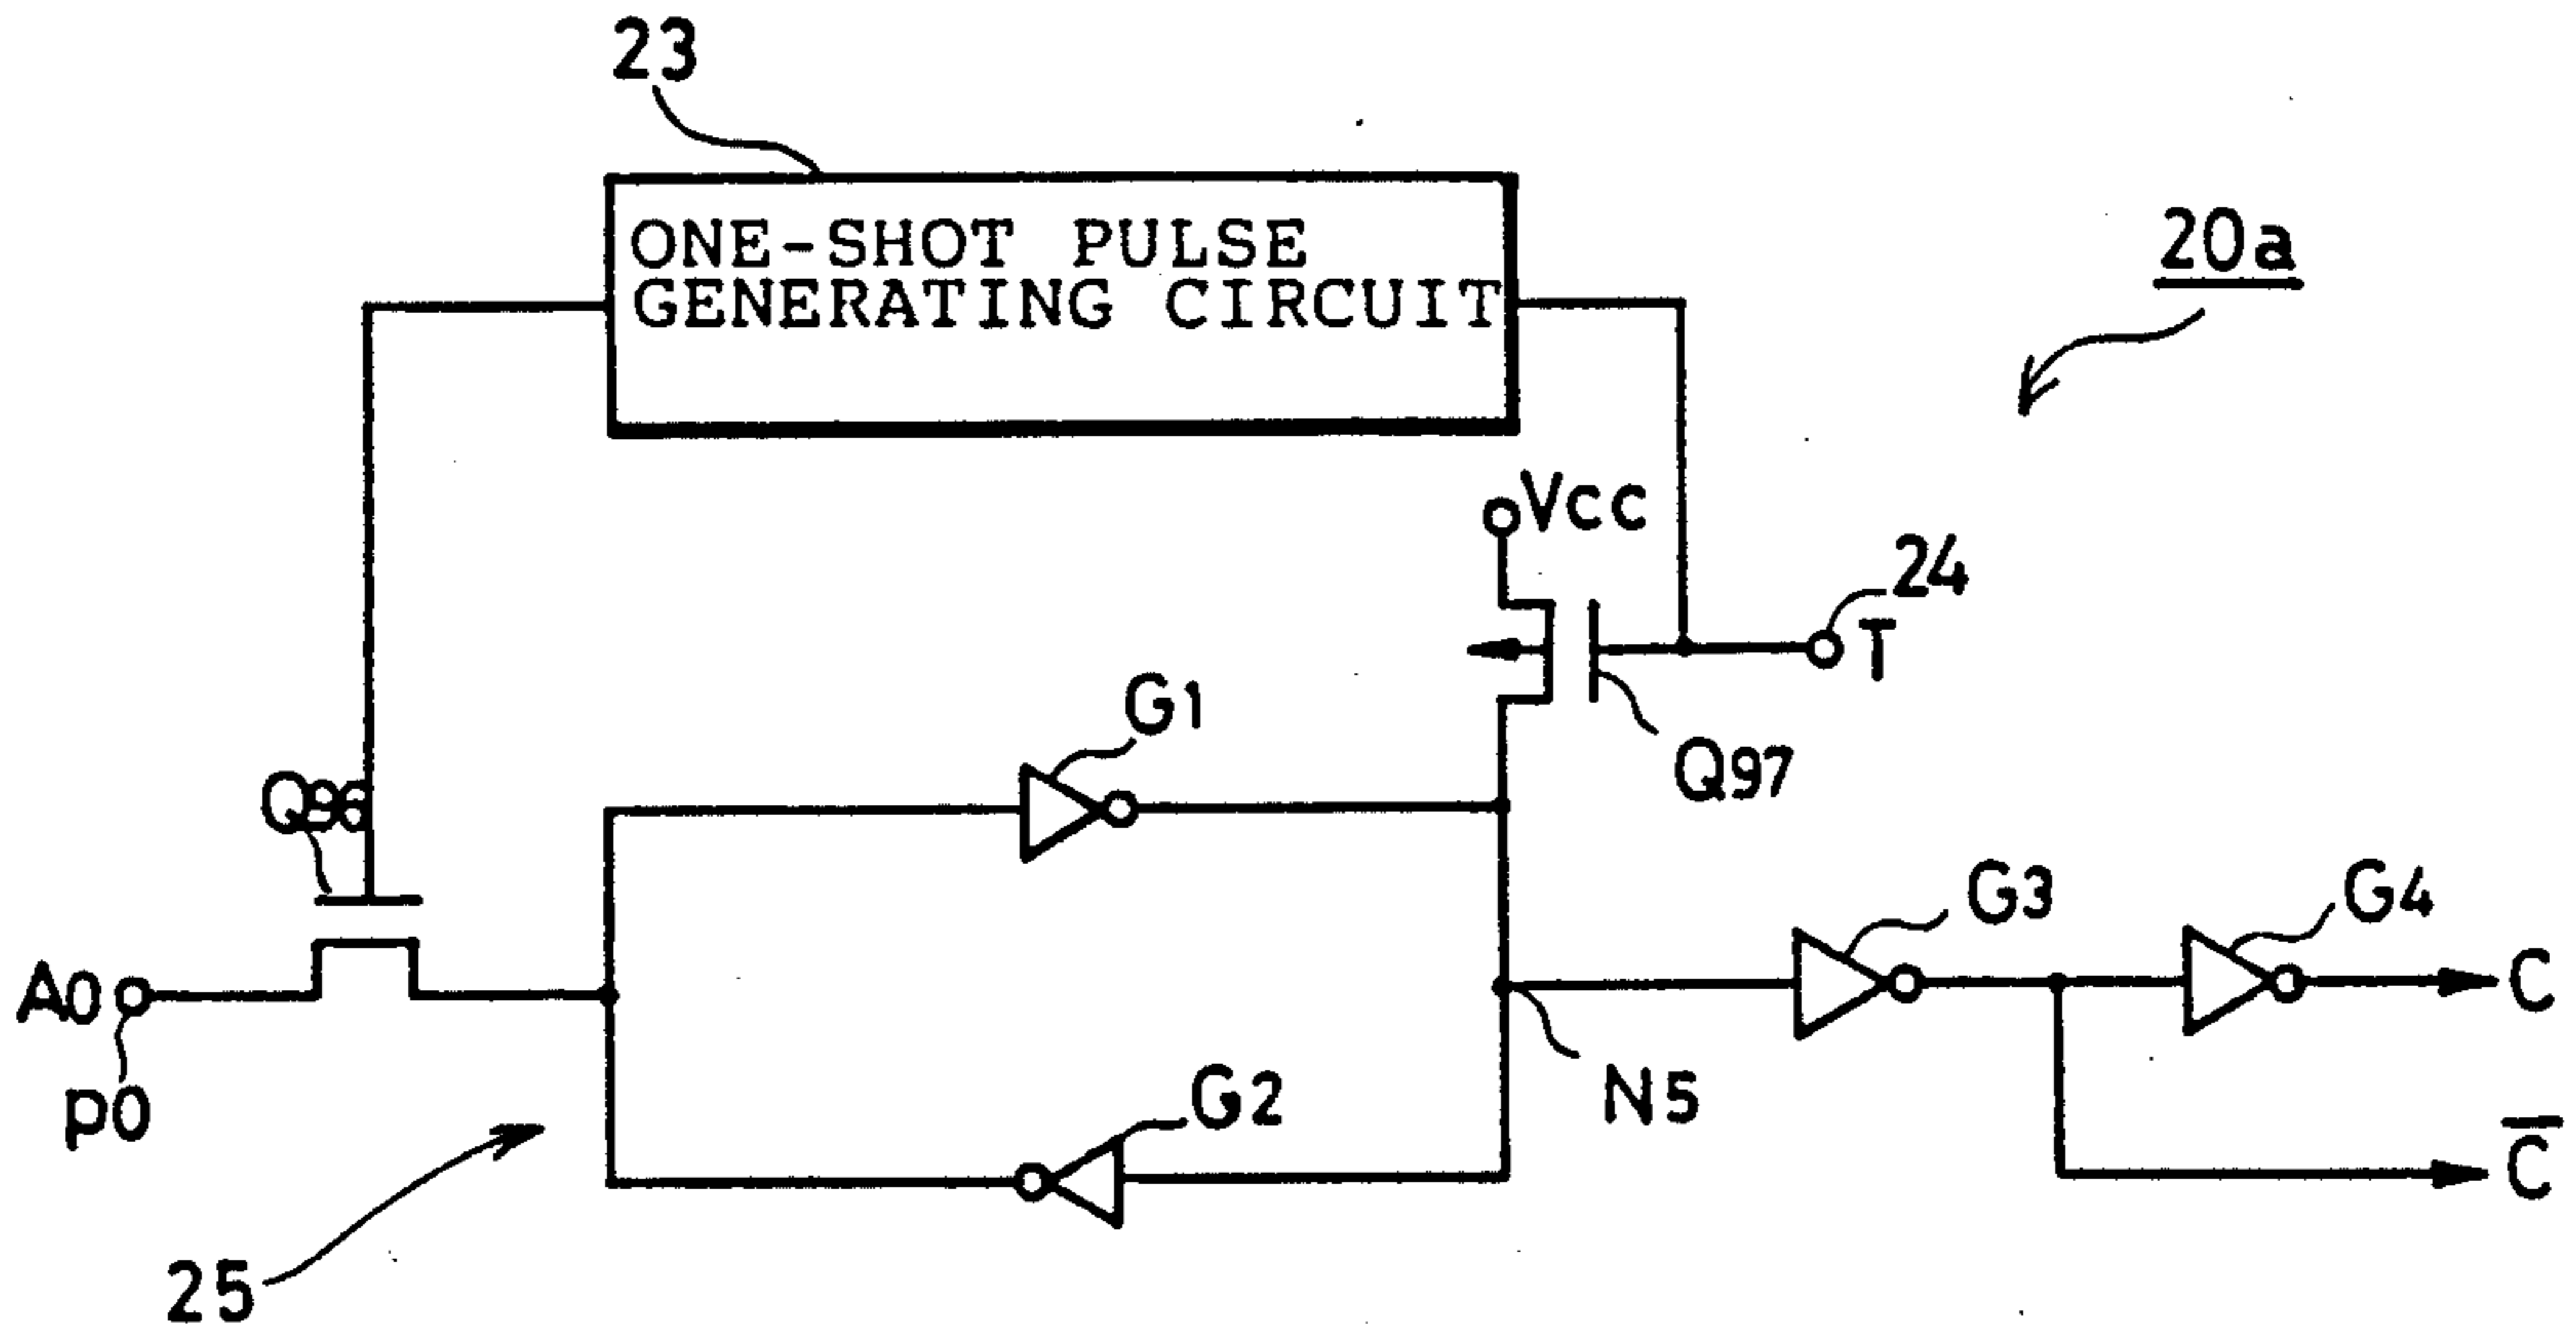 23
ONE-SHOT PULSE
GENERATING CIRCUIT
20a
Vcc
24
T
G1
Q97
Q96
G3
G4
A0
C
p0
G2
N5
C̅
25